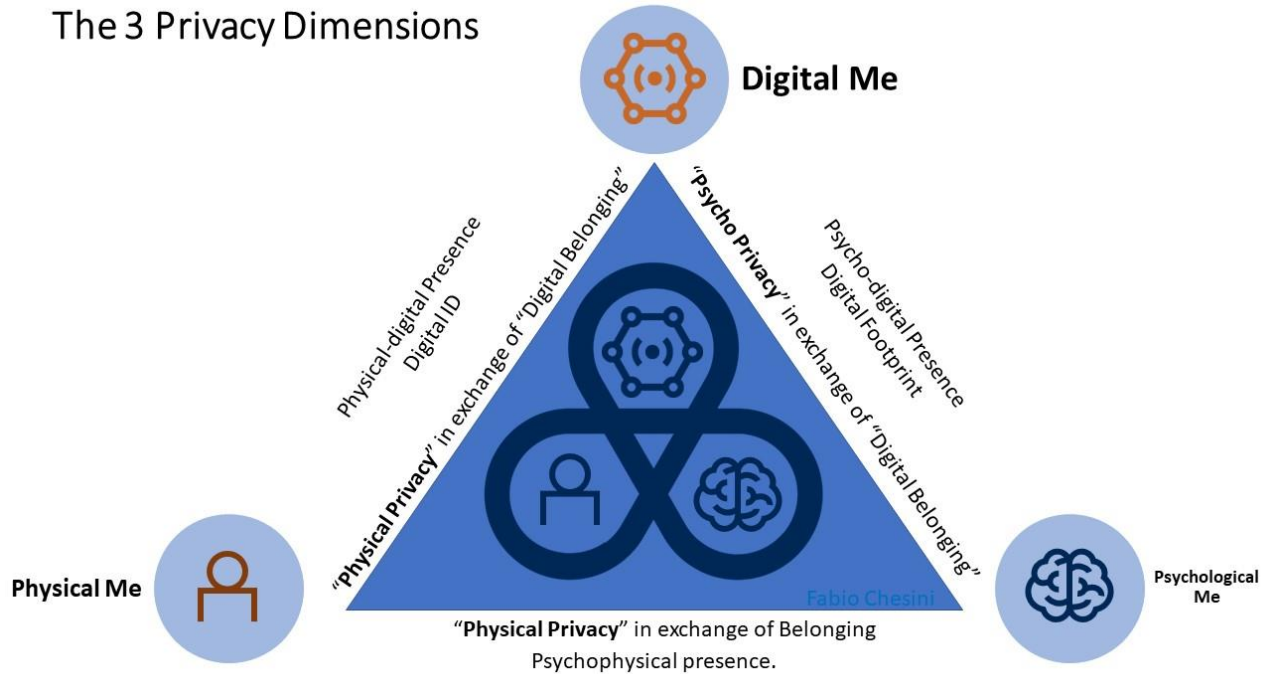 The 3 Privacy Dimensions
Digital Me
Physical-digital Presence
Digital ID
“Physical Privacy” in exchange of “Digital Belonging”
“Psycho Privacy” in exchange of “Digital Belonging”
Psycho-digital Presence
Digital Footprint
Physical Me
Psychological
Me
Fabio Chesini
“Physical Privacy” in exchange of Belonging
Psychophysical presence.